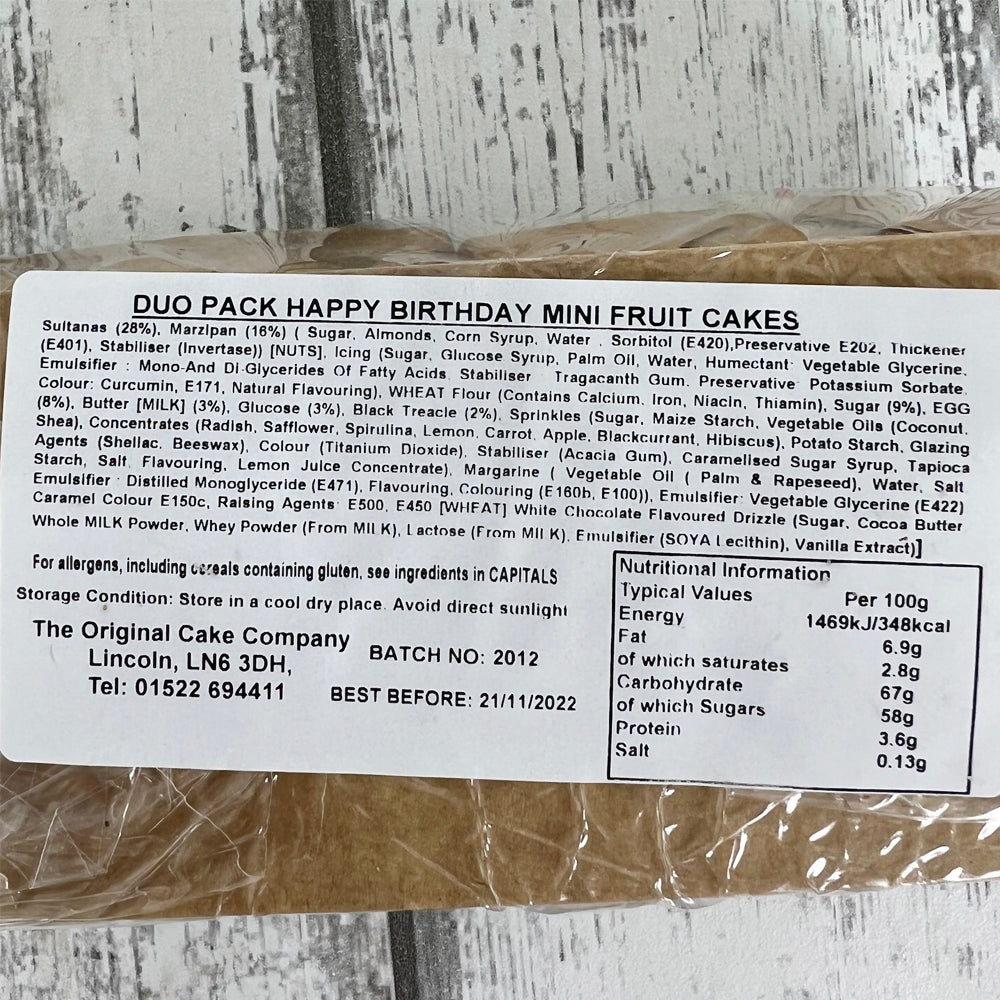 DUO PACK HAPPY BIRTHDAY MINI FRUIT CAKES
Sultanas (28%), Marzipan (16%) ( Sugar, Almonds, Corn Syrup, Water , Sorbitol (E420),Preservative E202, Thickener
(E401), Stabiliser (Invertase)) [NUTS], Icing (Sugar, Glucose Syrup, Palm Oil, Water, Humectant: Vegetable Glycerine,
Emulsifier : Mono-And Di-Glycerides Of Fatty Acids, Stabiliser : Tragacanth Gum. Preservative: Potassium Sorbate.
Colour: Curcumin, E171, Natural Flavouring), WHEAT Flour (Contains Calcium, Iron, Niacin, Thiamin), Sugar (9%), EGG
(8%), Butter [MILK] (3%), Glucose (3%), Black Treacle (2%), Sprinkles (Sugar, Maize Starch, Vegetable Oils (Coconut,
Shea), Concentrates (Radish, Safflower, Spirulina, Lemon, Carrot, Apple, Blackcurrant, Hibiscus), Potato Starch, Glazing
Agents (Shellac, Beeswax), Colour (Titanium Dioxide), Stabiliser (Acacia Gum), Caramelised Sugar Syrup, Tapioca
Starch, Salt, Flavouring, Lemon Juice Concentrate), Margarine ( Vegetable Oil ( Palm & Rapeseed), Water, Salt
Emulsifier : Distilled Monoglyceride (E471), Flavouring, Colouring (E160b, E100)), Emulsifier: Vegetable Glycerine (E422)
Caramel Colour E150c, Raising Agents: E500, E450 [WHEAT] White Chocolate Flavoured Drizzle (Sugar, Cocoa Butter
Whole MILK Powder, Whey Powder (From MILK), Lactose (From MILK), Emulsifier (SOYA Lecithin), Vanilla Extract)]
For allergens, including cereals containing gluten, see ingredients in CAPITALS
Storage Condition: Store in a cool dry place. Avoid direct sunlight
The Original Cake Company
Lincoln, LN6 3DH,
Tel: 01522 694411
BATCH NO: 2012
BEST BEFORE: 21/11/2022
Nutritional Information
Typical Values Per 100g
Energy 1469kJ/348kcal
Fat 6.9g
of which saturates 2.8g
Carbohydrate 67g
of which Sugars 58g
Protein 3.6g
Salt 0.13g